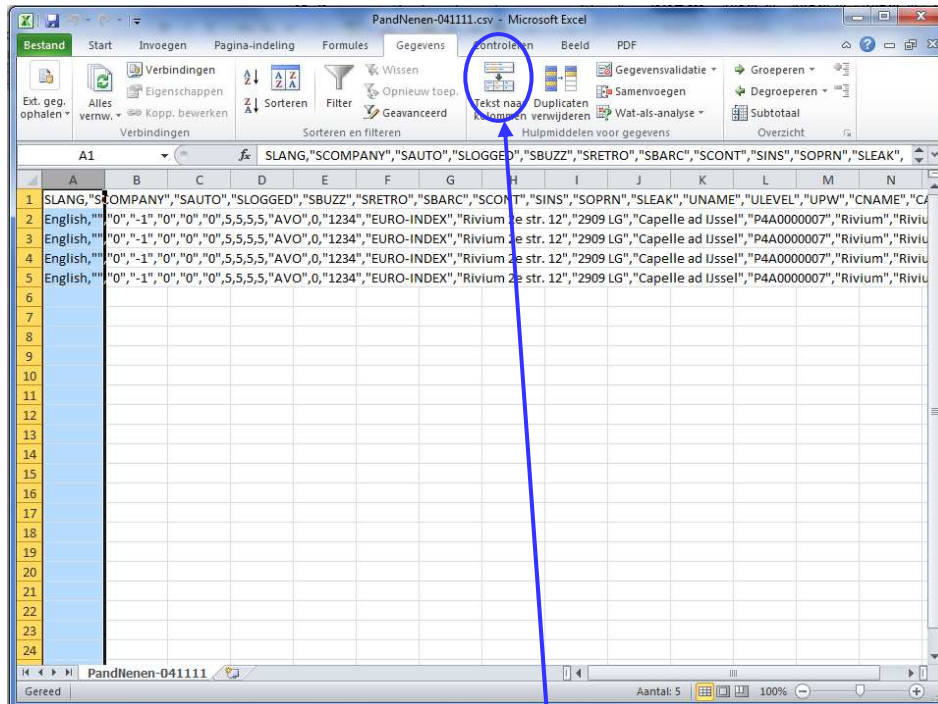 PandNenen-041111.csv - Microsoft Excel
Bestand Start Invoegen Pagina-indeling Formules Gegevens Controleren Beeld PDF
Ext. geg. ophalen
Alles vernw.
Verbindingen
Eigenschappen
Kopp. bewerken
Verbindingen
Sorteren
Filter
Wissen
Opnieuw toep.
Geavanceerd
Sorteren en filteren
Tekst naar kolommen
Duplicaten verwijderen
Gegevensvalidatie
Samenvoegen
Wat-als-analyse
Hulpmiddelen voor gegevens
Groeperen
Degroeperen
Subtotaal
Overzicht
A1 fx SLANG,"SCOMPANY","SAUTO","SLOGGED","SBUZZ","SRETRO","SBARC","SCONT","SINS","SOPRN","SLEAK",
A B C D E F G H I J K L M N
1 SLANG,"SCOMPANY","SAUTO","SLOGGED","SBUZZ","SRETRO","SBARC","SCONT","SINS","SOPRN","SLEAK","UNAME","ULEVEL","UPW","CNAME","CA
2 English,"","0","-1","0","0","0",5,5,5,5,"AVO",0,"1234","EURO-INDEX","Rivium 2e str. 12","2909 LG","Capelle ad IJssel","P4A0000007","Rivium","Riviu
3 English,"","0","-1","0","0","0",5,5,5,5,"AVO",0,"1234","EURO-INDEX","Rivium 2e str. 12","2909 LG","Capelle ad IJssel","P4A0000007","Rivium","Riviu
4 English,"","0","-1","0","0","0",5,5,5,5,"AVO",0,"1234","EURO-INDEX","Rivium 2e str. 12","2909 LG","Capelle ad IJssel","P4A0000007","Rivium","Riviu
5 English,"","0","-1","0","0","0",5,5,5,5,"AVO",0,"1234","EURO-INDEX","Rivium 2e str. 12","2909 LG","Capelle ad IJssel","P4A0000007","Rivium","Riviu
6
7
8
9
10
11
12
13
14
15
16
17
18
19
20
21
22
23
24
PandNenen-041111
Gereed Aantal: 5 100%